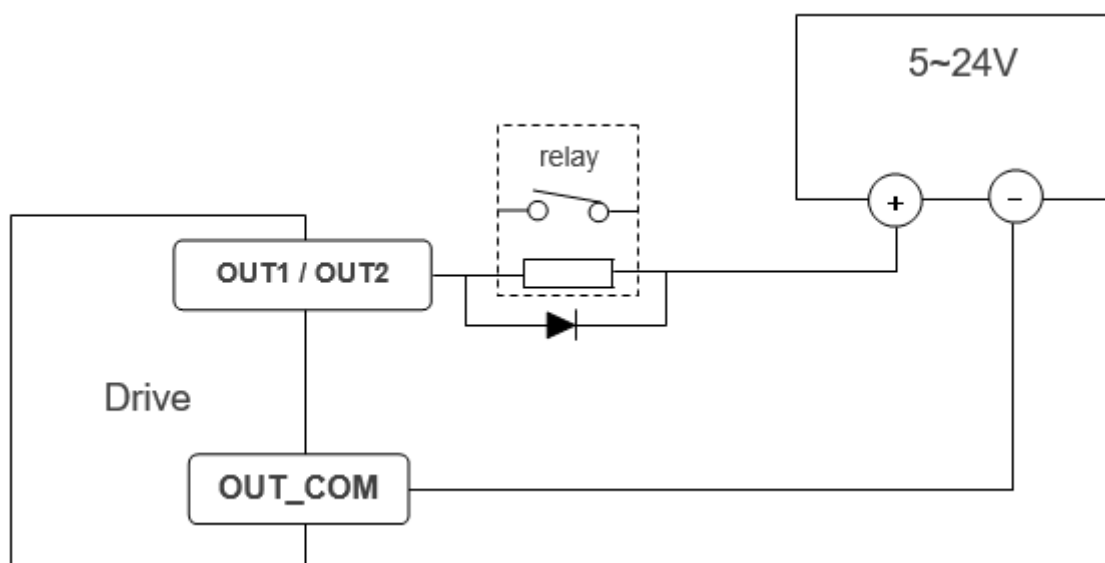 5~24V
relay
+
-
OUT1 / OUT2
Drive
OUT_COM